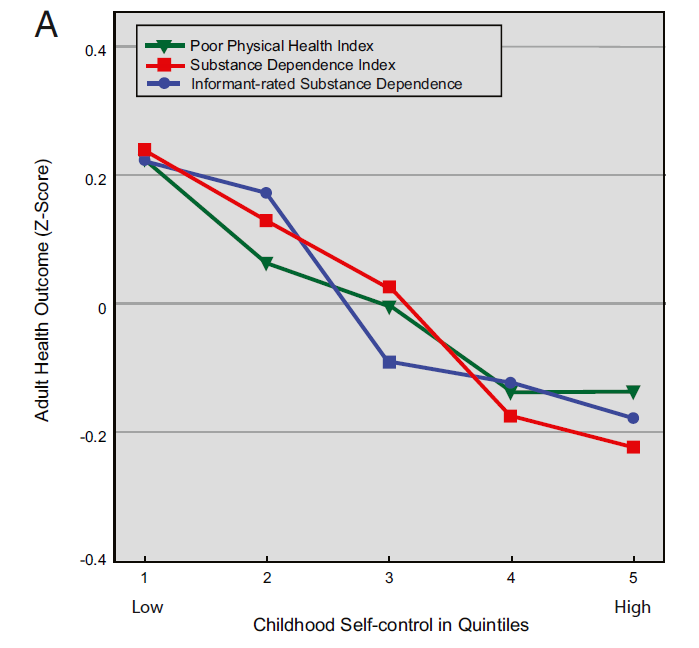 A
0.4
Poor Physical Health Index
Substance Dependence Index
Informant-rated Substance Dependence
0.2
0
-0.2
-0.4
Adult Health Outcome (Z-Score)
1 2 3 4 5
Low High
Childhood Self-control in Quintiles